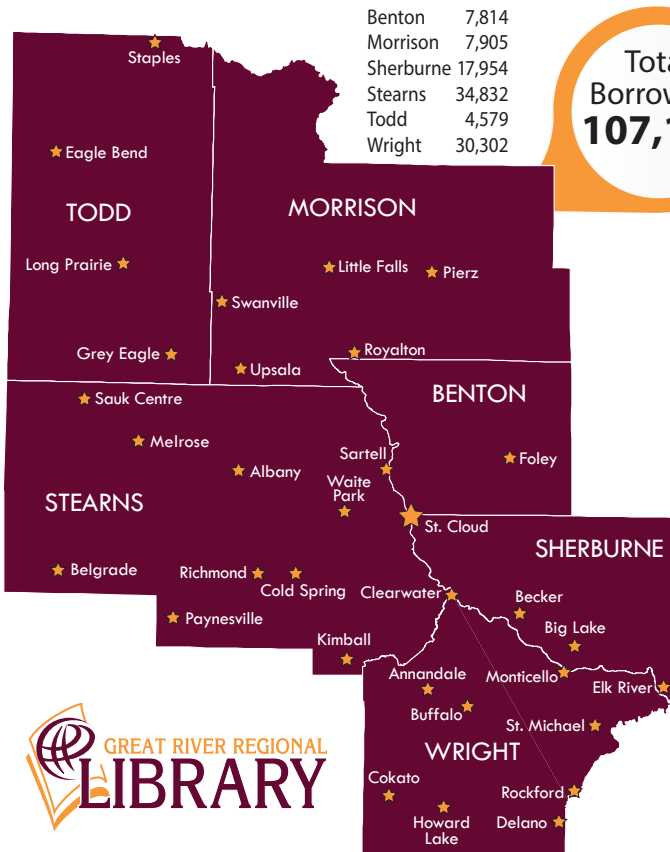 Benton 7,814
Morrison 7,905
Sherburne 17,954
Stearns 34,832
Todd 4,579
Wright 30,302
Staples
Eagle Bend
TODD
MORRISON
Long Prairie
Little Falls
Pierz
Swanville
Grey Eagle
Royalton
Upsala
BENTON
Sauk Centre
Melrose
Sartell
Foley
Albany
Waite
Park
STEARNS
St. Cloud
SHERBURNE
Belgrade
Richmond
Cold Spring
Clearwater
Becker
Paynesville
Big Lake
Kimball
Annandale
Monticello
Elk River
Buffalo
St. Michael
WRIGHT
Cokato
Rockford
Howard
Lake
Delano
GREAT RIVER REGIONAL
LIBRARY